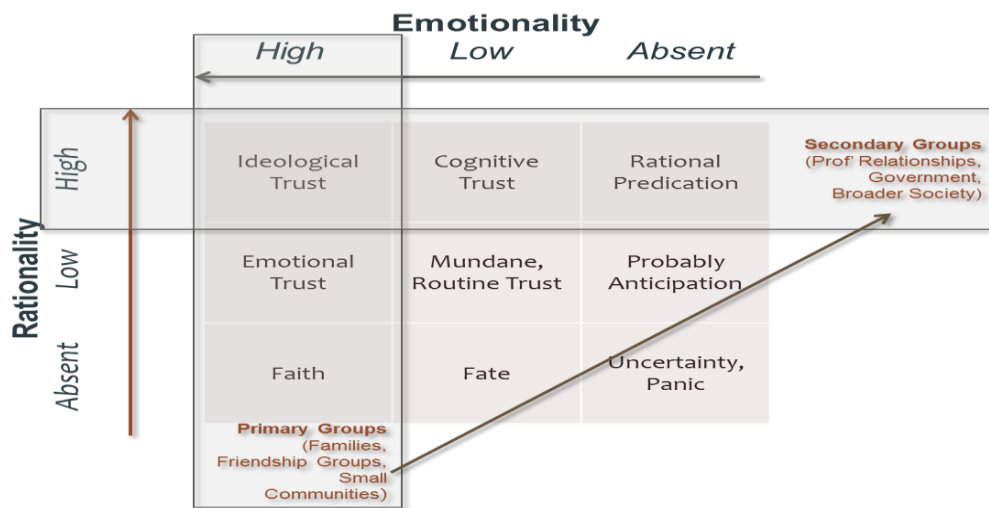 Emotionality
High Low Absent
Rationality
High
Ideological
Trust
Cognitive
Trust
Rational
Predication
Secondary Groups
(Prof' Relationships,
Government,
Broader Society)
Low
Emotional
Trust
Mundane,
Routine Trust
Probably
Anticipation
Absent
Faith
Fate
Uncertainty,
Panic
Primary Groups
(Families,
Friendship Groups,
Small
Communities)